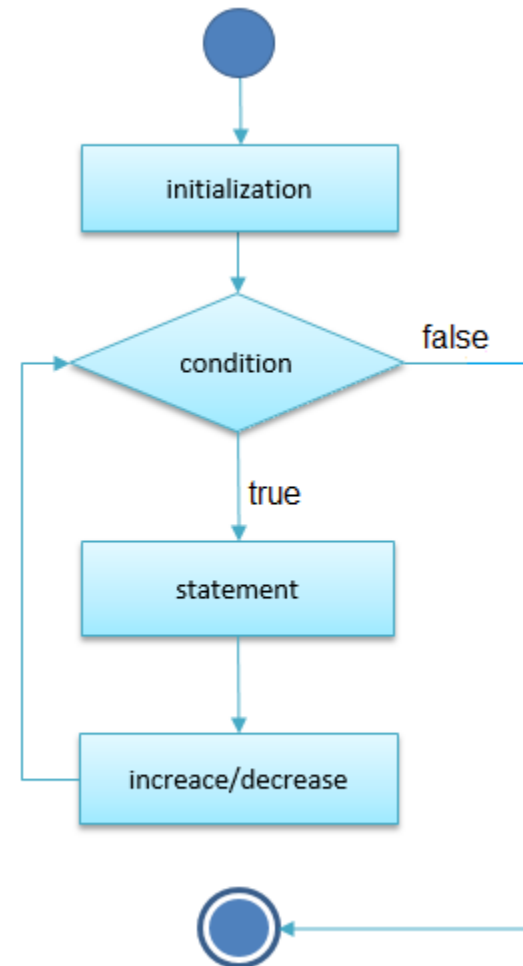 initialization
condition
false
true
statement
increace/decrease